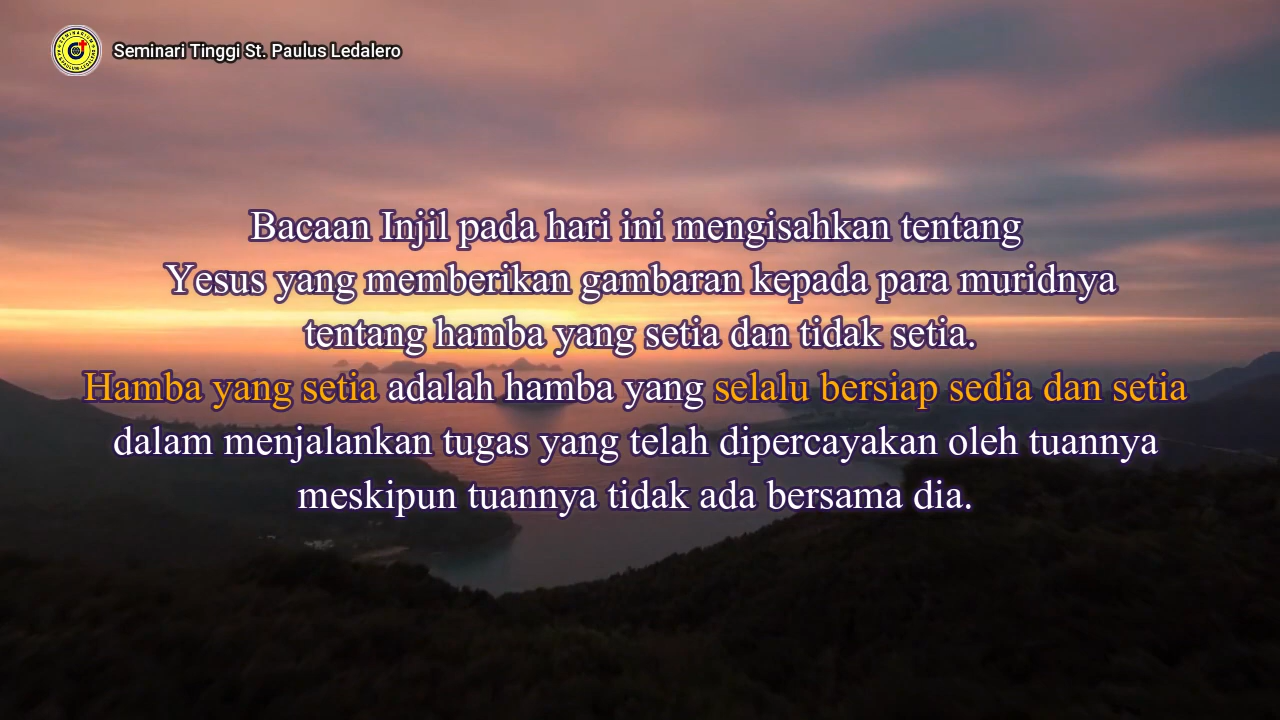 Seminari Tinggi St. Paulus Ledalero
Bacaan Injil pada hari ini mengisahkan tentang
Yesus yang memberikan gambaran kepada para muridnya
tentang hamba yang setia dan tidak setia.
Hamba yang setia adalah hamba yang selalu bersiap sedia dan setia
dalam menjalankan tugas yang telah dipercayakan oleh tuannya
meskipun tuannya tidak ada bersama dia.